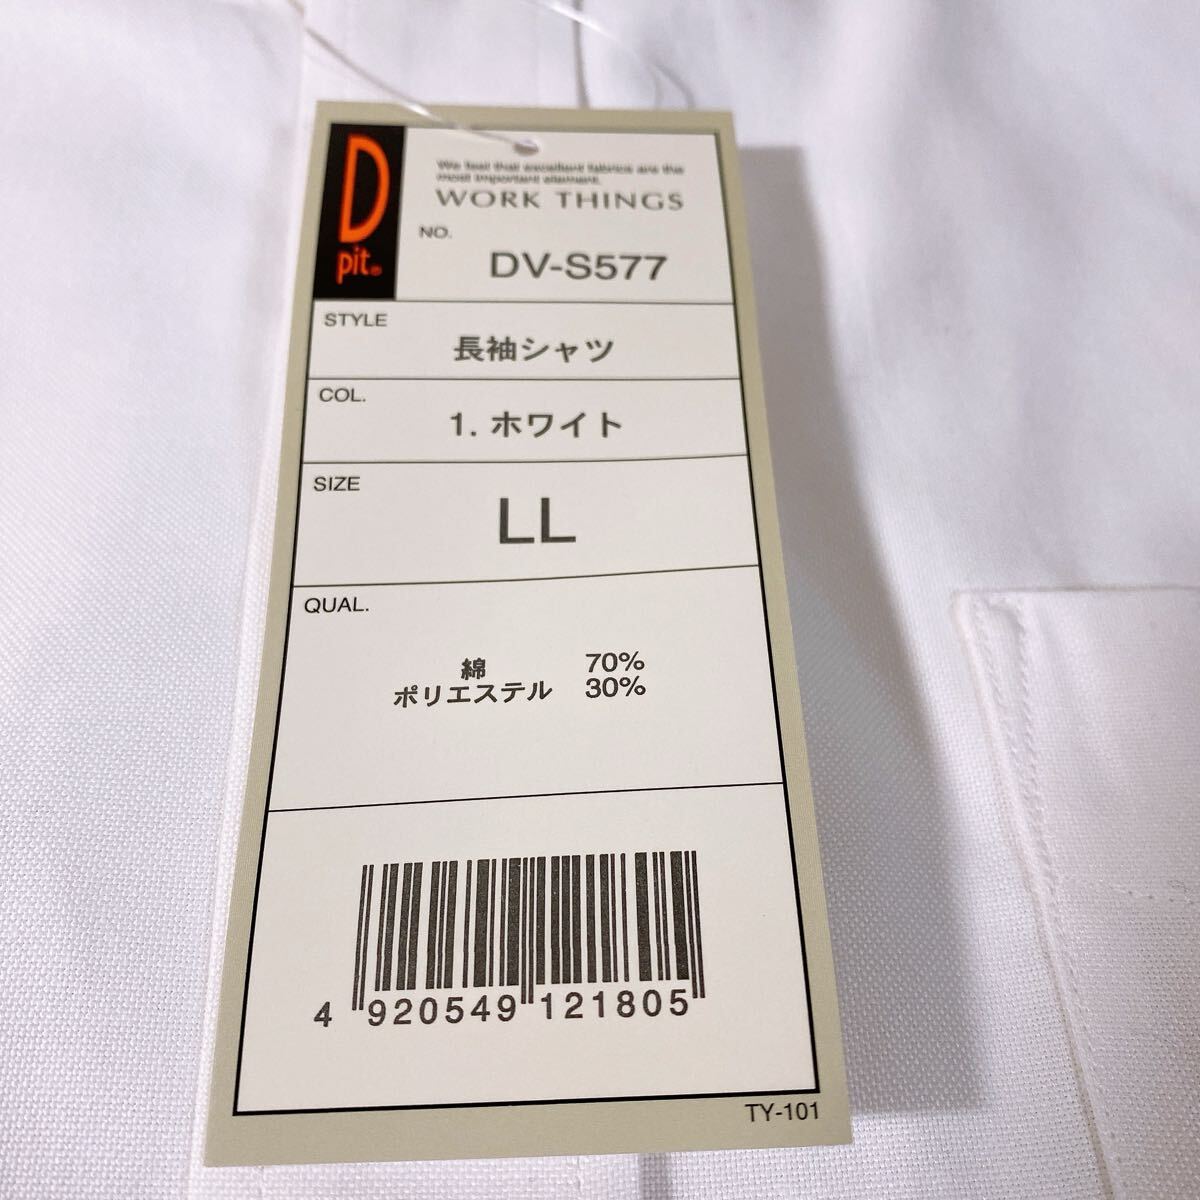 D
pit®
We feel that excellent fabrics are the
most important element.
WORK THINGS
NO.
DV-S577
STYLE
長袖シャツ
COL.
1. ホワイト
SIZE
LL
QUAL.
綿 70%
ポリエステル 30%
4 920549 121805
TY-101